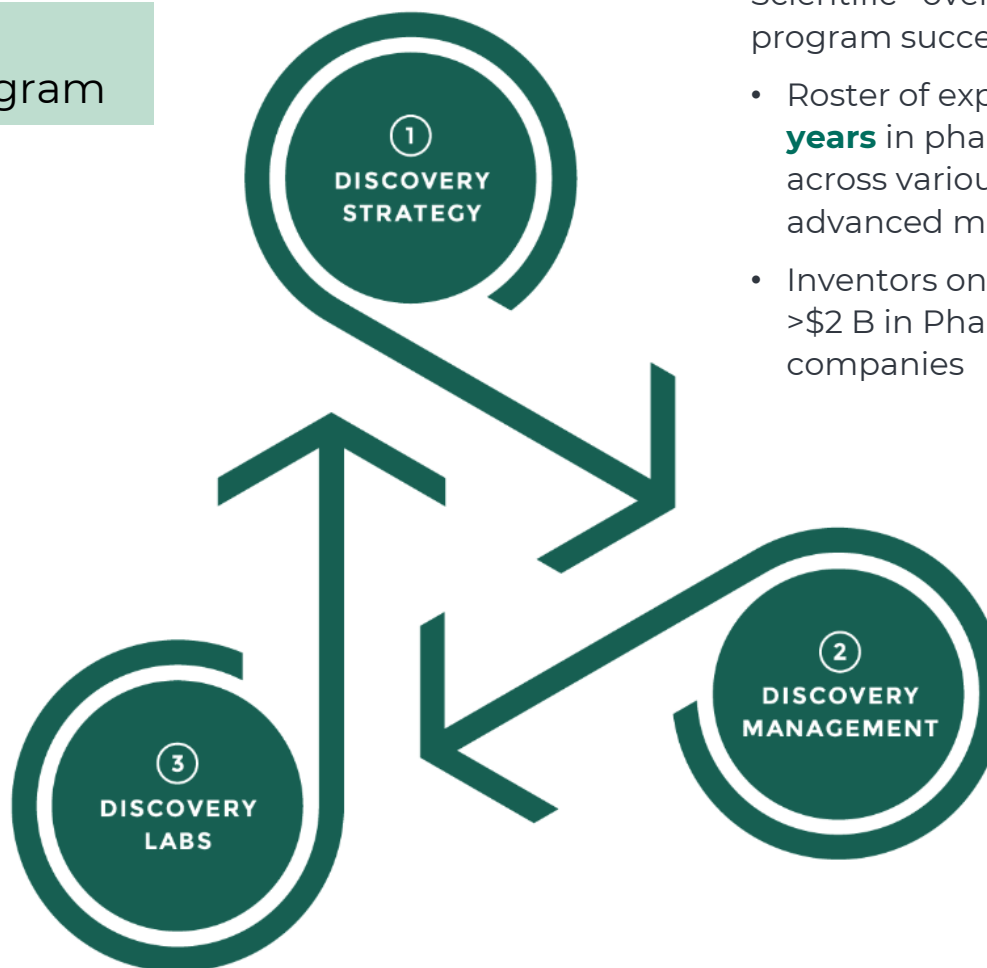 program succe
• Roster of exp
years in pha
across variou
advanced m
• Inventors on
>$2 B in Pha
companies
gram
1
DISCOVERY
STRATEGY
2
DISCOVERY
MANAGEMENT
3
DISCOVERY
LABS